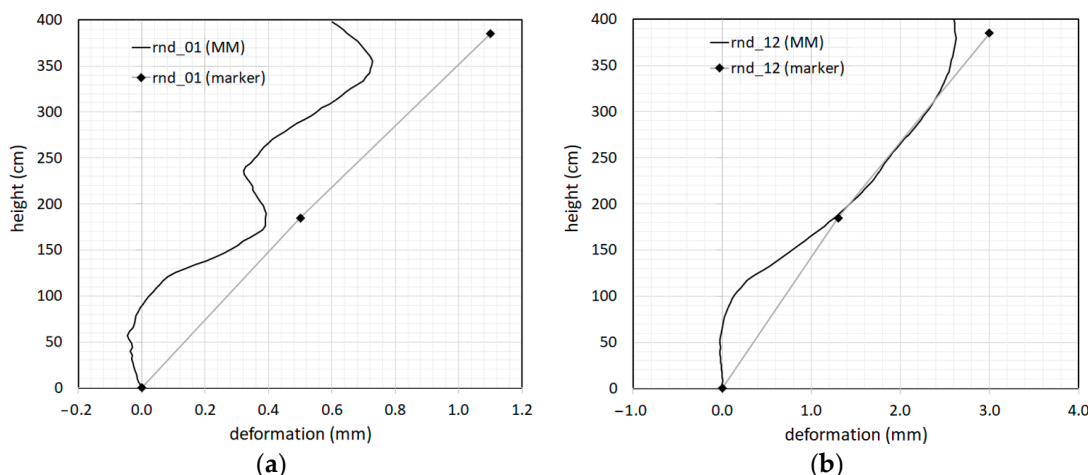 400
350
300
250
200
150
100
50
0
height (cm)
rnd_01 (MM)
rnd_01 (marker)
−0.2 0.0 0.2 0.4 0.6 0.8 1.0 1.2
deformation (mm)
(a)
400
350
300
250
200
150
100
50
0
height (cm)
rnd_12 (MM)
rnd_12 (marker)
−1.0 0.0 1.0 2.0 3.0 4.0
deformation (mm)
(b)